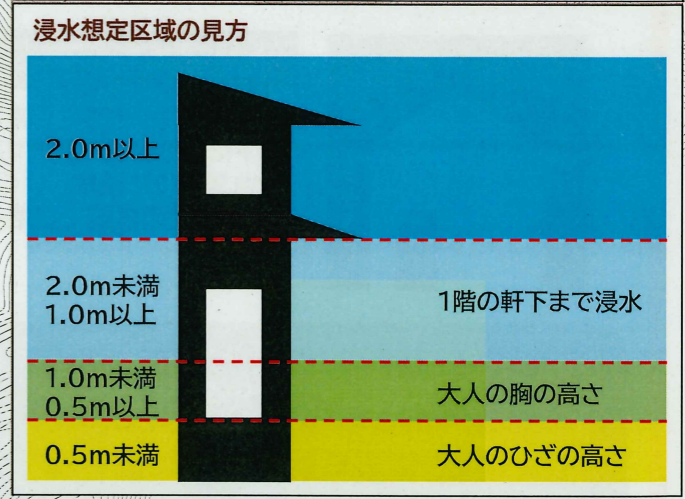 浸水想定区域の見方
2.0m以上
2.0m未満
1.0m以上
1階の軒下まで浸水
1.0m未満
0.5m以上
大人の胸の高さ
0.5m未満
大人のひざの高さ